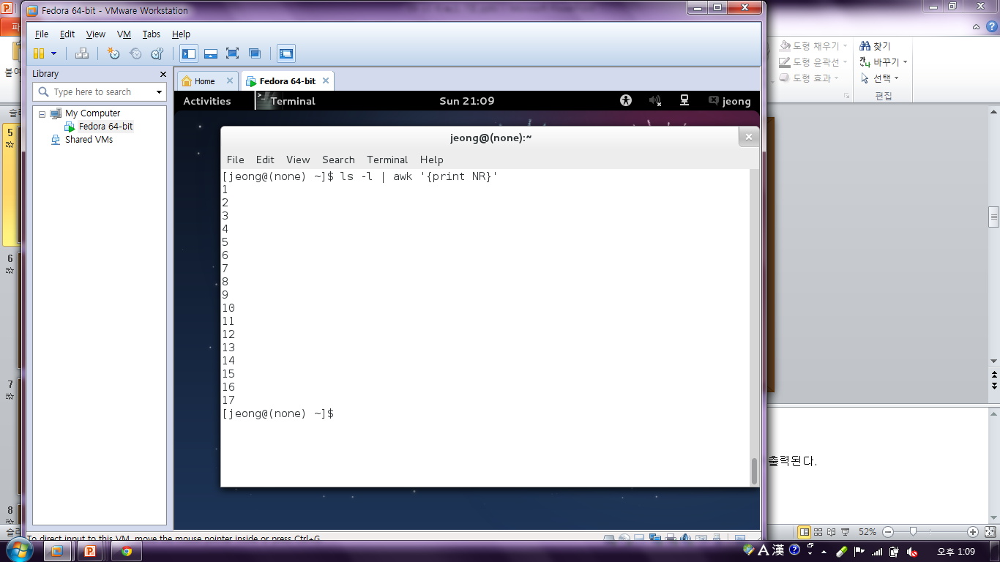 Fedora 64-bit - VMware Workstation
File Edit View VM Tabs Help
도형 채우기
찾기
도형 윤곽선
바꾸기
도형 효과
선택
편집
Library
Type here to search
Home
Fedora 64-bit
My Computer
Fedora 64-bit
Shared VMs
Activities
Terminal
Sun 21:09
jeong
jeong@(none):~
File Edit View Search Terminal Help
[jeong@(none) ~]$ ls -l | awk '{print NR}'
1
2
3
4
5
6
7
8
9
10
11
12
13
14
15
16
17
[jeong@(none) ~]$
5
6
7
8
출력된다.
52%
To direct input to this VM, move the mouse pointer inside or press Ctrl+G.
A 漢
오후 1:09